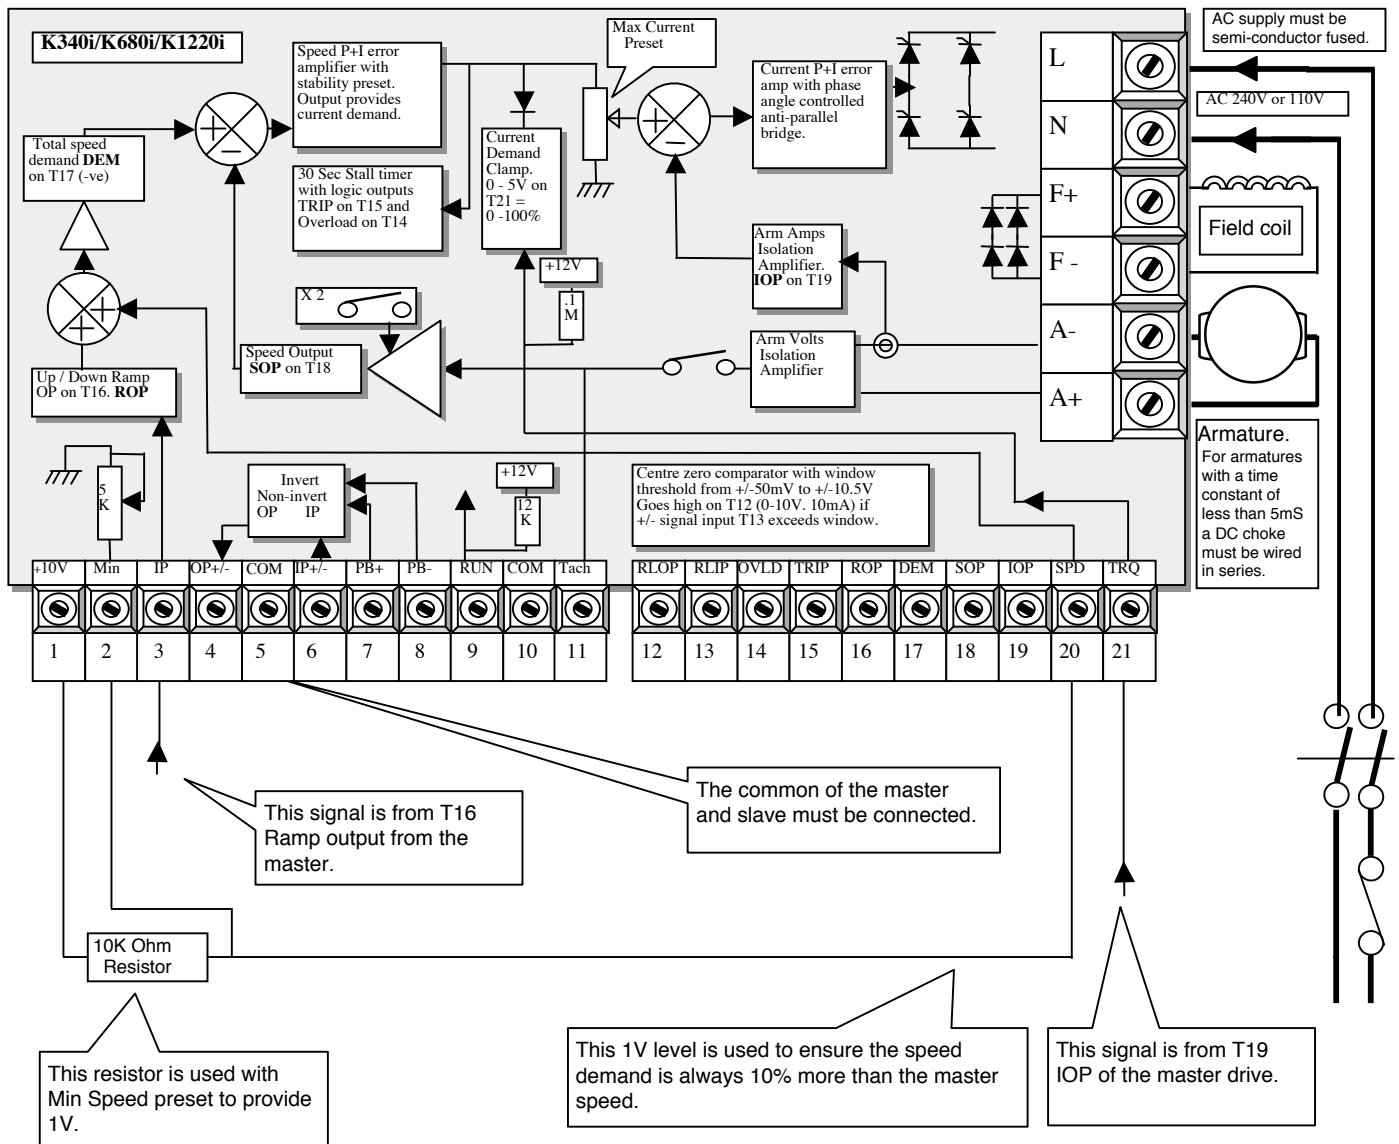 K340i/K680i/K1220i
Speed P+I error
amplifier with
stability preset.
Output provides
current demand.
Max Current
Preset
Current P+I error
amp with phase
angle controlled
anti-parallel
bridge.
AC supply must be
semi-conductor fused.
AC 240V or 110V
L
N
F+
F -
A-
A+
Field coil
Total speed
demand DEM
on T17 (-ve)
30 Sec Stall timer
with logic outputs
TRIP on T15 and
Overload on T14
Current
Demand
Clamp.
0 - 5V on
T21 =
0 -100%
+12V
.1
M
Arm Amps
Isolation
Amplifier.
IOP on T19
X 2
Speed Output
SOP on T18
Arm Volts
Isolation
Amplifier
Up / Down Ramp
OP on T16. ROP
5
K
Invert
Non-invert
OP IP
+12V
12
K
Centre zero comparator with window
threshold from +/-50mV to +/-10.5V
Goes high on T12 (0-10V. 10mA) if
+/- signal input T13 exceeds window.
Armature.
For armatures
with a time
constant of
less than 5mS
a DC choke
must be wired
in series.
+10V Min IP OP+/- COM IP+/- PB+ PB- RUN COM Tach
RLOP RLIP OVLD TRIP ROP DEM SOP IOP SPD TRQ
1 2 3 4 5 6 7 8 9 10 11
12 13 14 15 16 17 18 19 20 21
This signal is from T16
Ramp output from the
master.
The common of the master
and slave must be connected.
10K Ohm
Resistor
This resistor is used with
Min Speed preset to provide
1V.
This 1V level is used to ensure the speed
demand is always 10% more than the master
speed.
This signal is from T19
IOP of the master drive.
+
-
+
-
+
+